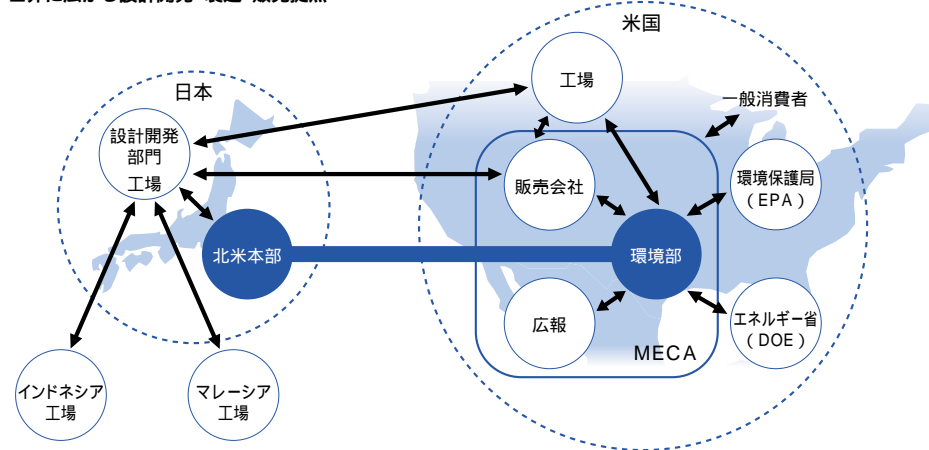 米国
日本
工場
一般消費者
設計開発
部門
工場
販売会社
環境保護局
（EPA）
北米本部
環境部
広報
エネルギー省
（DOE）
MECA
インドネシア
工場
マレーシア
工場